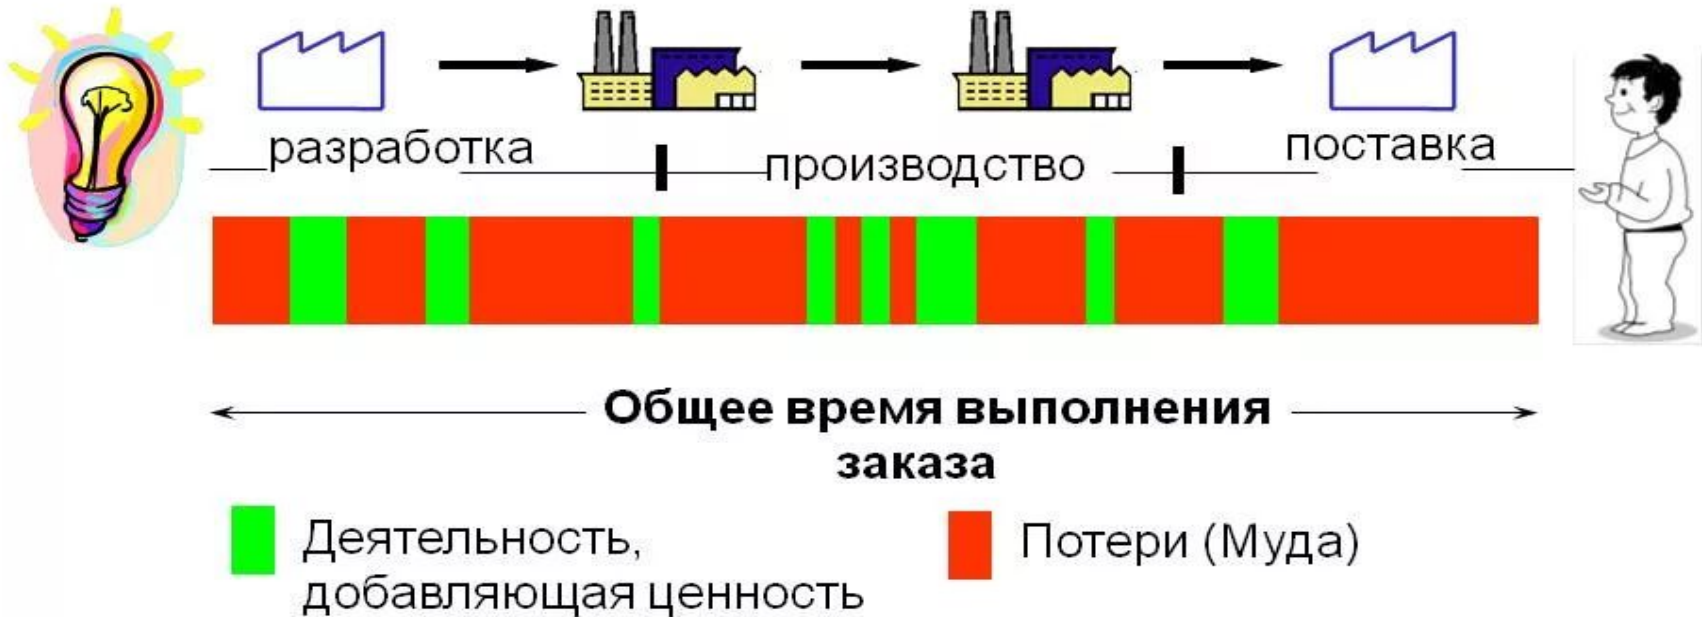 разработка
производство
поставка
Общее время выполнения
заказа
Деятельность,
добавляющая ценность
Потери (Муда)